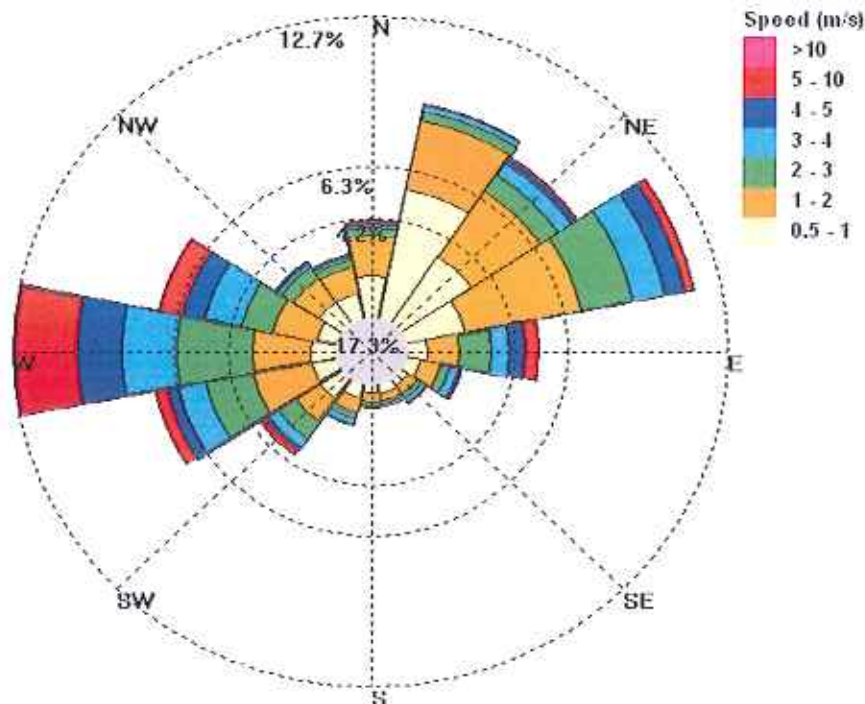 Speed (m/s)
>10
5 - 10
4 - 5
3 - 4
2 - 3
1 - 2
0.5 - 1
N
12.7%
NW
NE
6.3%
17.3%
W
E
SW
SE
S